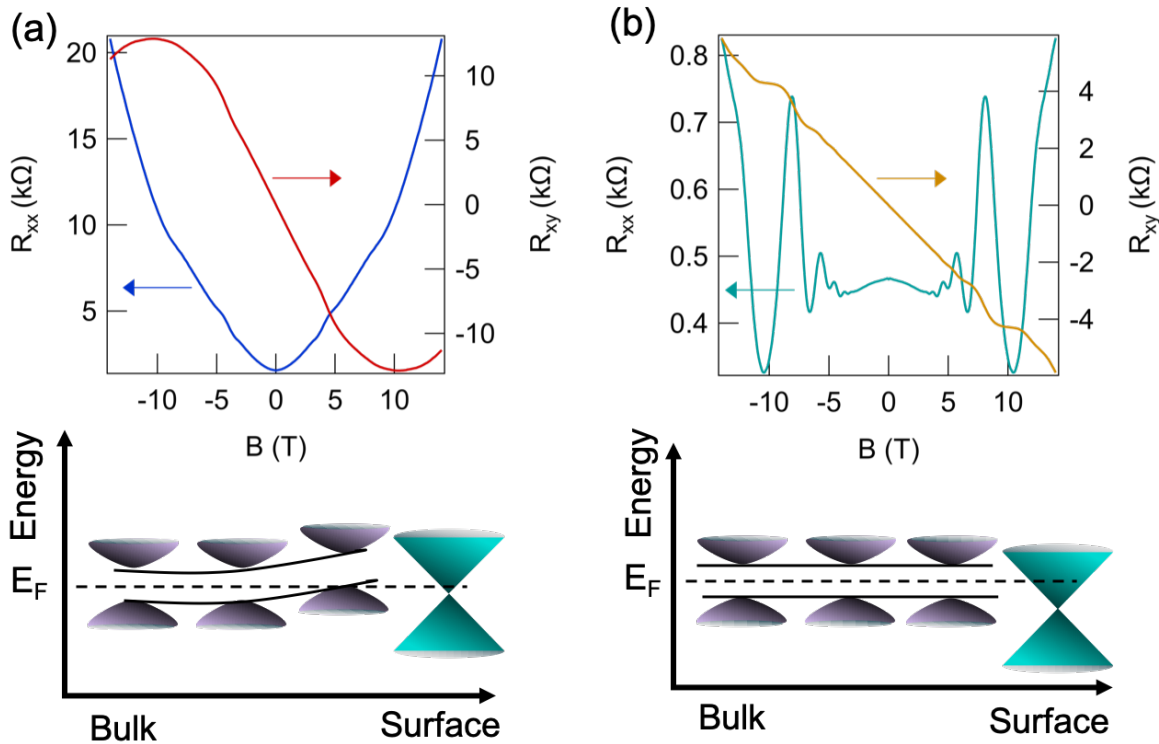 (a)
20
15
10
5
R_xx (kΩ)
10
5
0
-5
-10
R_xy (kΩ)
-10 -5 0 5 10
B (T)
Energy
E_F
Bulk Surface
(b)
0.8
0.7
0.6
0.5
0.4
R_xx (kΩ)
4
2
0
-2
-4
R_xy (kΩ)
-10 -5 0 5 10
B (T)
Energy
E_F
Bulk Surface